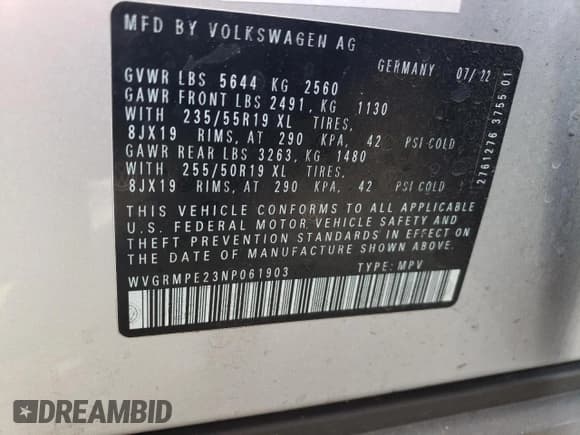 MFD BY VOLKSWAGEN AG
GERMANY 07/22
GVWR LBS 5644 KG 2560
GAWR FRONT LBS 2491, KG 1130
WITH 235/55R19 XL TIRES,
8JX19 RIMS, AT 290 KPA, 42 PSI COLD
GAWR REAR LBS 3263, KG 1480
WITH 255/50R19 XL TIRES,
8JX19 RIMS, AT 290 KPA, 42 PSI COLD
THIS VEHICLE CONFORMS TO ALL APPLICABLE
U.S. FEDERAL MOTOR VEHICLE SAFETY AND
THEFT PREVENTION STANDARDS IN EFFECT ON
THE DATE OF MANUFACTURE SHOWN ABOVE.
WVGRMPE23NP061903 TYPE: MPV
2761276 3755 01
DREAMBID